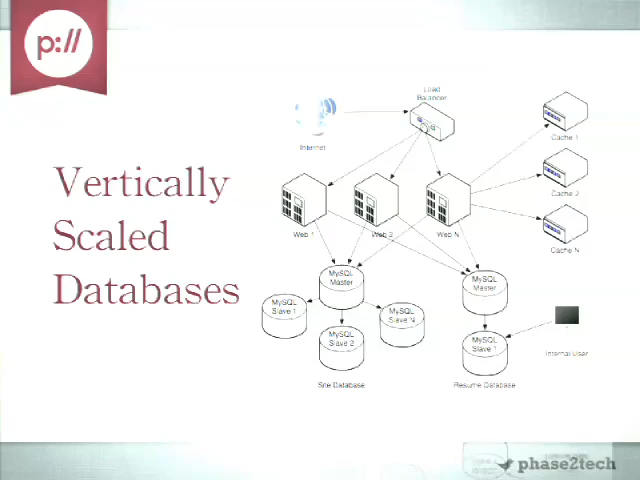 p://
Vertically
Scaled
Databases
Load
Balancer
Internet
Cache 1
Cache 2
Cache N
Web 1
Web 2
Web N
MySQL
Master
MySQL
Master
MySQL
Slave 1
MySQL
Slave 2
MySQL
Slave N
MySQL
Slave 1
Internal User
Site Database
Resume Database
phase2tech